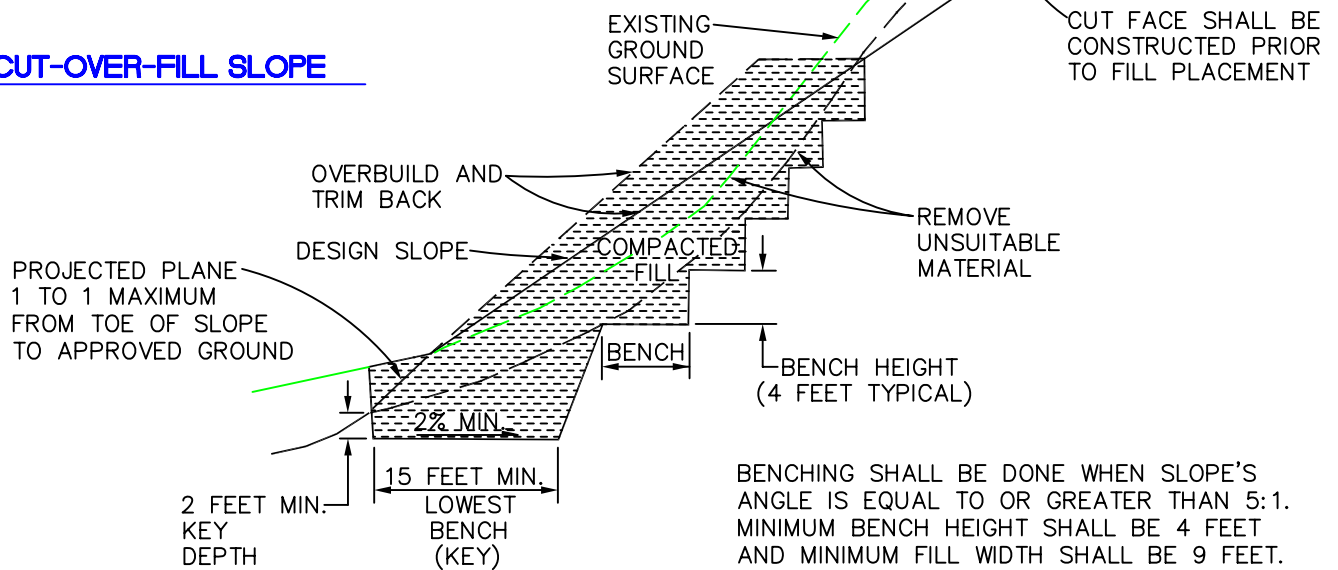 EXISTING
GROUND
SURFACE
CUT FACE SHALL BE
CONSTRUCTED PRIOR
TO FILL PLACEMENT
CUT-OVER-FILL SLOPE
OVERBUILD AND
TRIM BACK
DESIGN SLOPE
COMPACTED
FILL
REMOVE
UNSUITABLE
MATERIAL
PROJECTED PLANE
1 TO 1 MAXIMUM
FROM TOE OF SLOPE
TO APPROVED GROUND
BENCH
BENCH HEIGHT
(4 FEET TYPICAL)
2% MIN.
15 FEET MIN.
LOWEST
BENCH
(KEY)
2 FEET MIN.
KEY
DEPTH
BENCHING SHALL BE DONE WHEN SLOPE'S
ANGLE IS EQUAL TO OR GREATER THAN 5:1.
MINIMUM BENCH HEIGHT SHALL BE 4 FEET
AND MINIMUM FILL WIDTH SHALL BE 9 FEET.